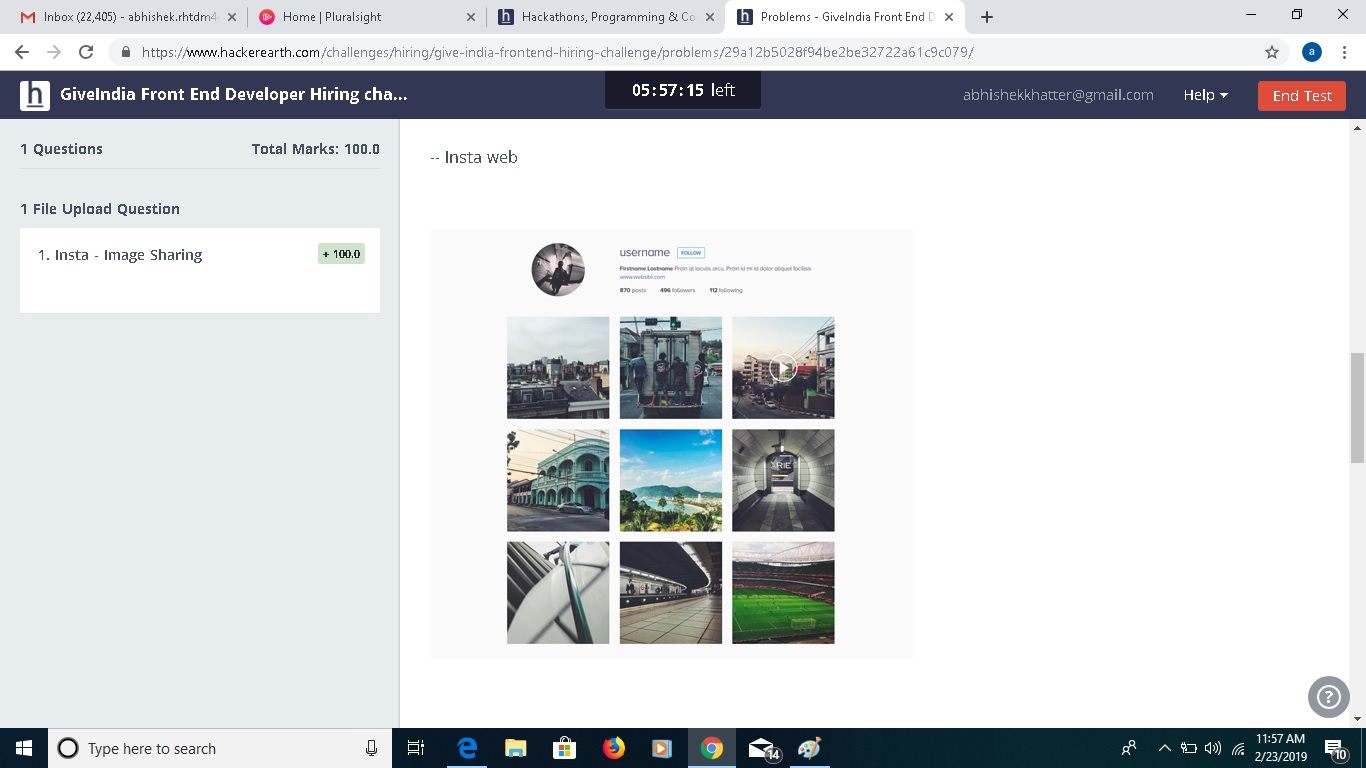 Inbox (22,405) - abhishek.rhtdm4
Home | Pluralsight
Hackathons, Programming & Co
Problems - GiveIndia Front End D
https://www.hackerearth.com/challenges/hiring/give-india-frontend-hiring-challenge/problems/29a12b5028f94be2be32722a61c9c079/
a
h
GiveIndia Front End Developer Hiring cha...
05:57:15 left
abhishekkhatter@gmail.com
Help
End Test
1 Questions
Total Marks: 100.0
1 File Upload Question
1. Insta - Image Sharing
+ 100.0
-- Insta web
username
FOLLOW
Firstname Lastname Proin at iaculis arcu. Proin id mi id dolor aliquet facilisis
www.website.com
870 posts 496 followers 112 following
RIE
?
Type here to search
14
11:57 AM
2/23/2019
10